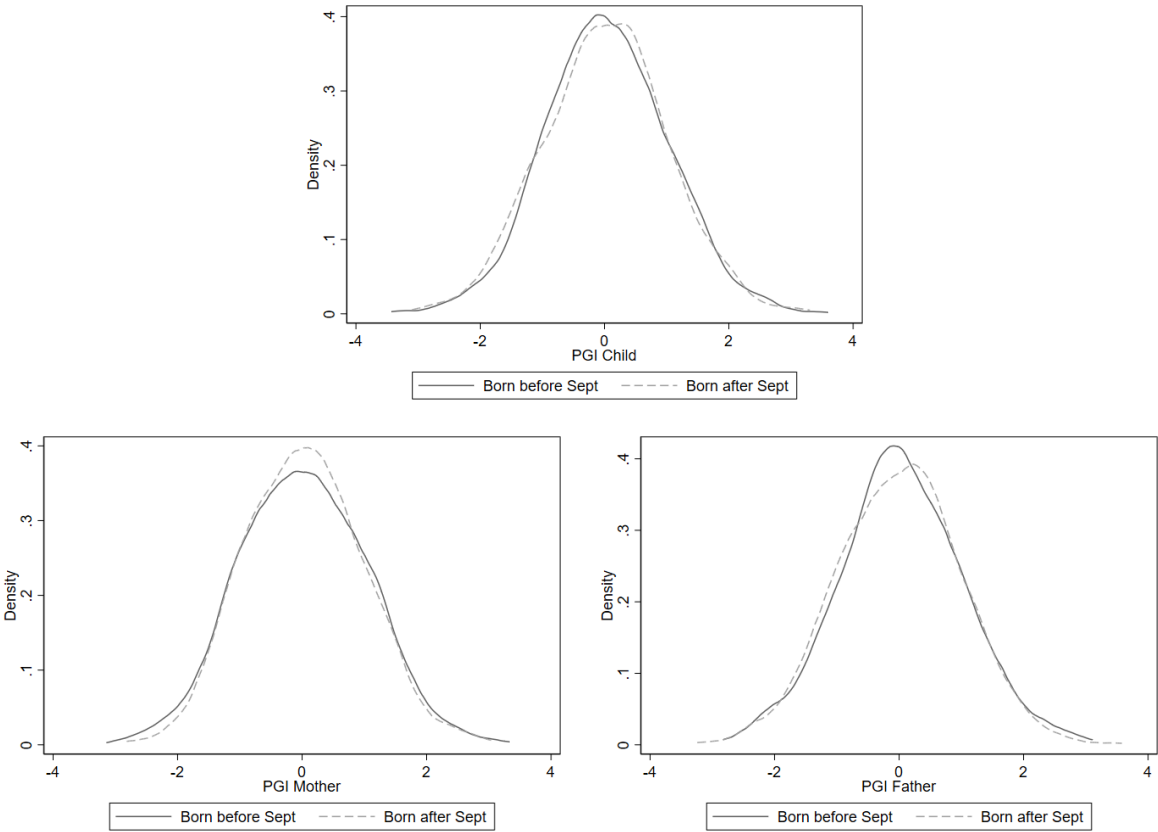 Density
.4
.3
.2
.1
0
-4 -2 0 2 4
PGI Child
Born before Sept Born after Sept
Density
.4
.3
.2
.1
0
-4 -2 0 2 4
PGI Mother
Born before Sept Born after Sept
Density
.4
.3
.2
.1
0
-4 -2 0 2 4
PGI Father
Born before Sept Born after Sept